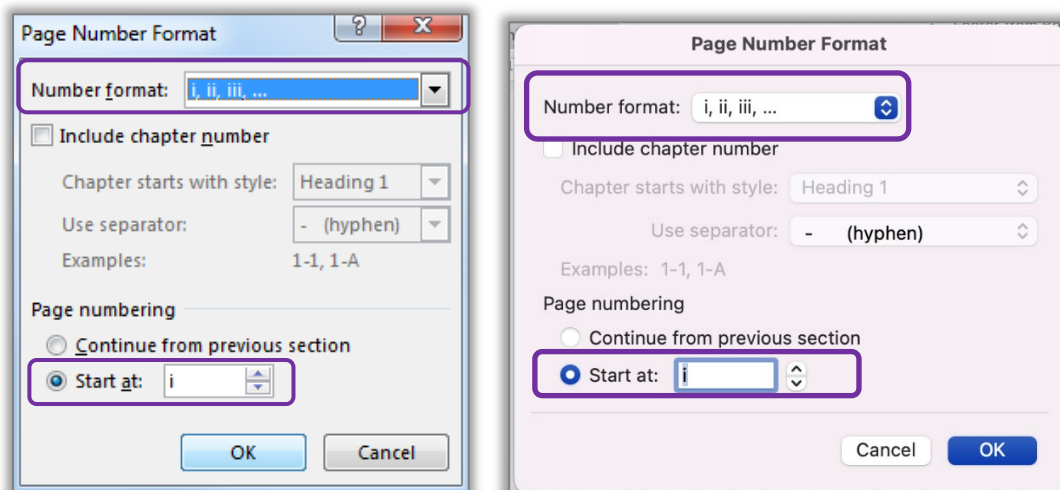 Page Number Format
Number format: i, ii, iii, ...
Include chapter number
Chapter starts with style: Heading 1
Use separator: - (hyphen)
Examples: 1-1, 1-A
Page numbering
Continue from previous section
Start at: i
OK Cancel
Page Number Format
Number format: i, ii, iii, ...
Include chapter number
Chapter starts with style: Heading 1
Use separator: - (hyphen)
Examples: 1-1, 1-A
Page numbering
Continue from previous section
Start at: i
Cancel OK